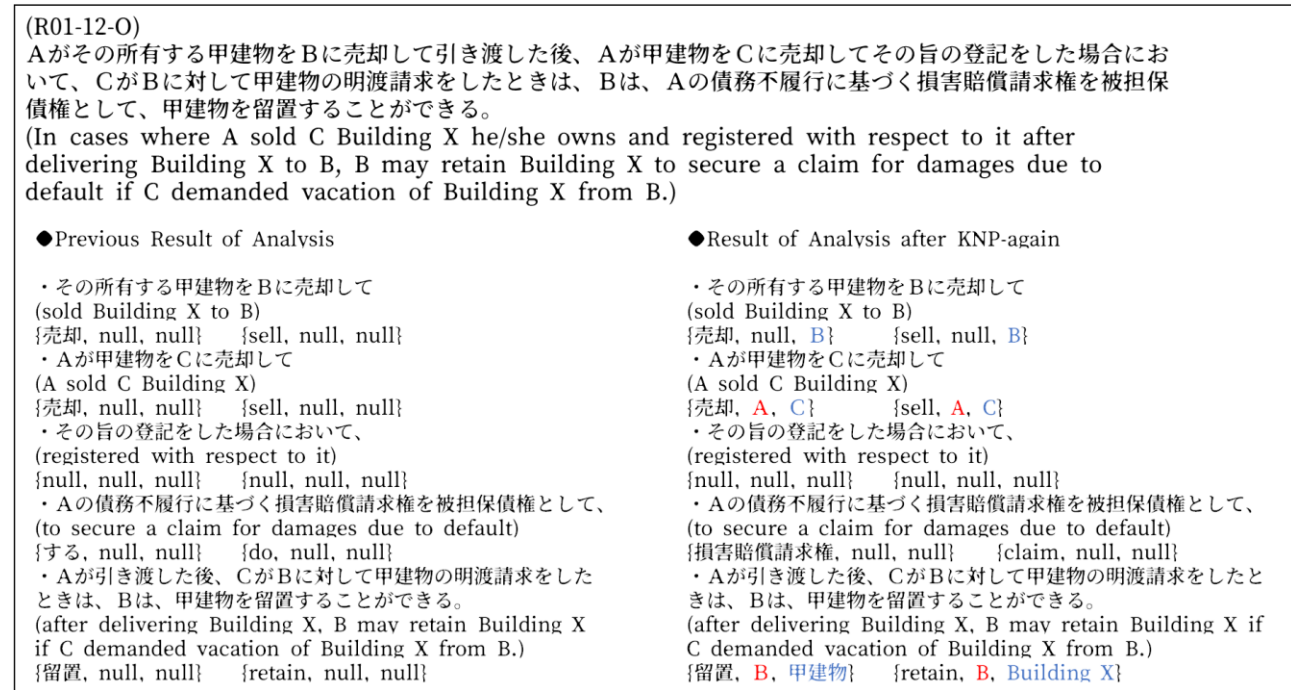 (R01-12-O)
Aがその所有する甲建物をBに売却して引き渡した後、Aが甲建物をCに売却してその旨の登記をした場合にお
いて、CがBに対して甲建物の明渡請求をしたときは、Bは、Aの債務不履行に基づく損害賠償請求権を被担保
債権として、甲建物を留置することができる。
(In cases where A sold C Building X he/she owns and registered with respect to it after
delivering Building X to B, B may retain Building X to secure a claim for damages due to
default if C demanded vacation of Building X from B.)
◆Previous Result of Analysis
・その所有する甲建物をBに売却して
(sold Building X to B)
{売却, null, null} {sell, null, null}
・Aが甲建物をCに売却して
(A sold C Building X)
{売却, null, null} {sell, null, null}
・その旨の登記をした場合において、
(registered with respect to it)
{null, null, null} {null, null, null}
・Aの債務不履行に基づく損害賠償請求権を被担保債権として、
(to secure a claim for damages due to default)
{する, null, null} {do, null, null}
・Aが引き渡した後、CがBに対して甲建物の明渡請求をした
ときは、Bは、甲建物を留置することができる。
(after delivering Building X, B may retain Building X
if C demanded vacation of Building X from B.)
{留置, null, null} {retain, null, null}
◆Result of Analysis after KNP-again
・その所有する甲建物をBに売却して
(sold Building X to B)
{売却, null, B} {sell, null, B}
・Aが甲建物をCに売却して
(A sold C Building X)
{売却, A, C} {sell, A, C}
・その旨の登記をした場合において、
(registered with respect to it)
{null, null, null} {null, null, null}
・Aの債務不履行に基づく損害賠償請求権を被担保債権として、
(to secure a claim for damages due to default)
{損害賠償請求権, null, null} {claim, null, null}
・Aが引き渡した後、CがBに対して甲建物の明渡請求をしたと
きは、Bは、甲建物を留置することができる。
(after delivering Building X, B may retain Building X if
C demanded vacation of Building X from B.)
{留置, B, 甲建物} {retain, B, Building X}